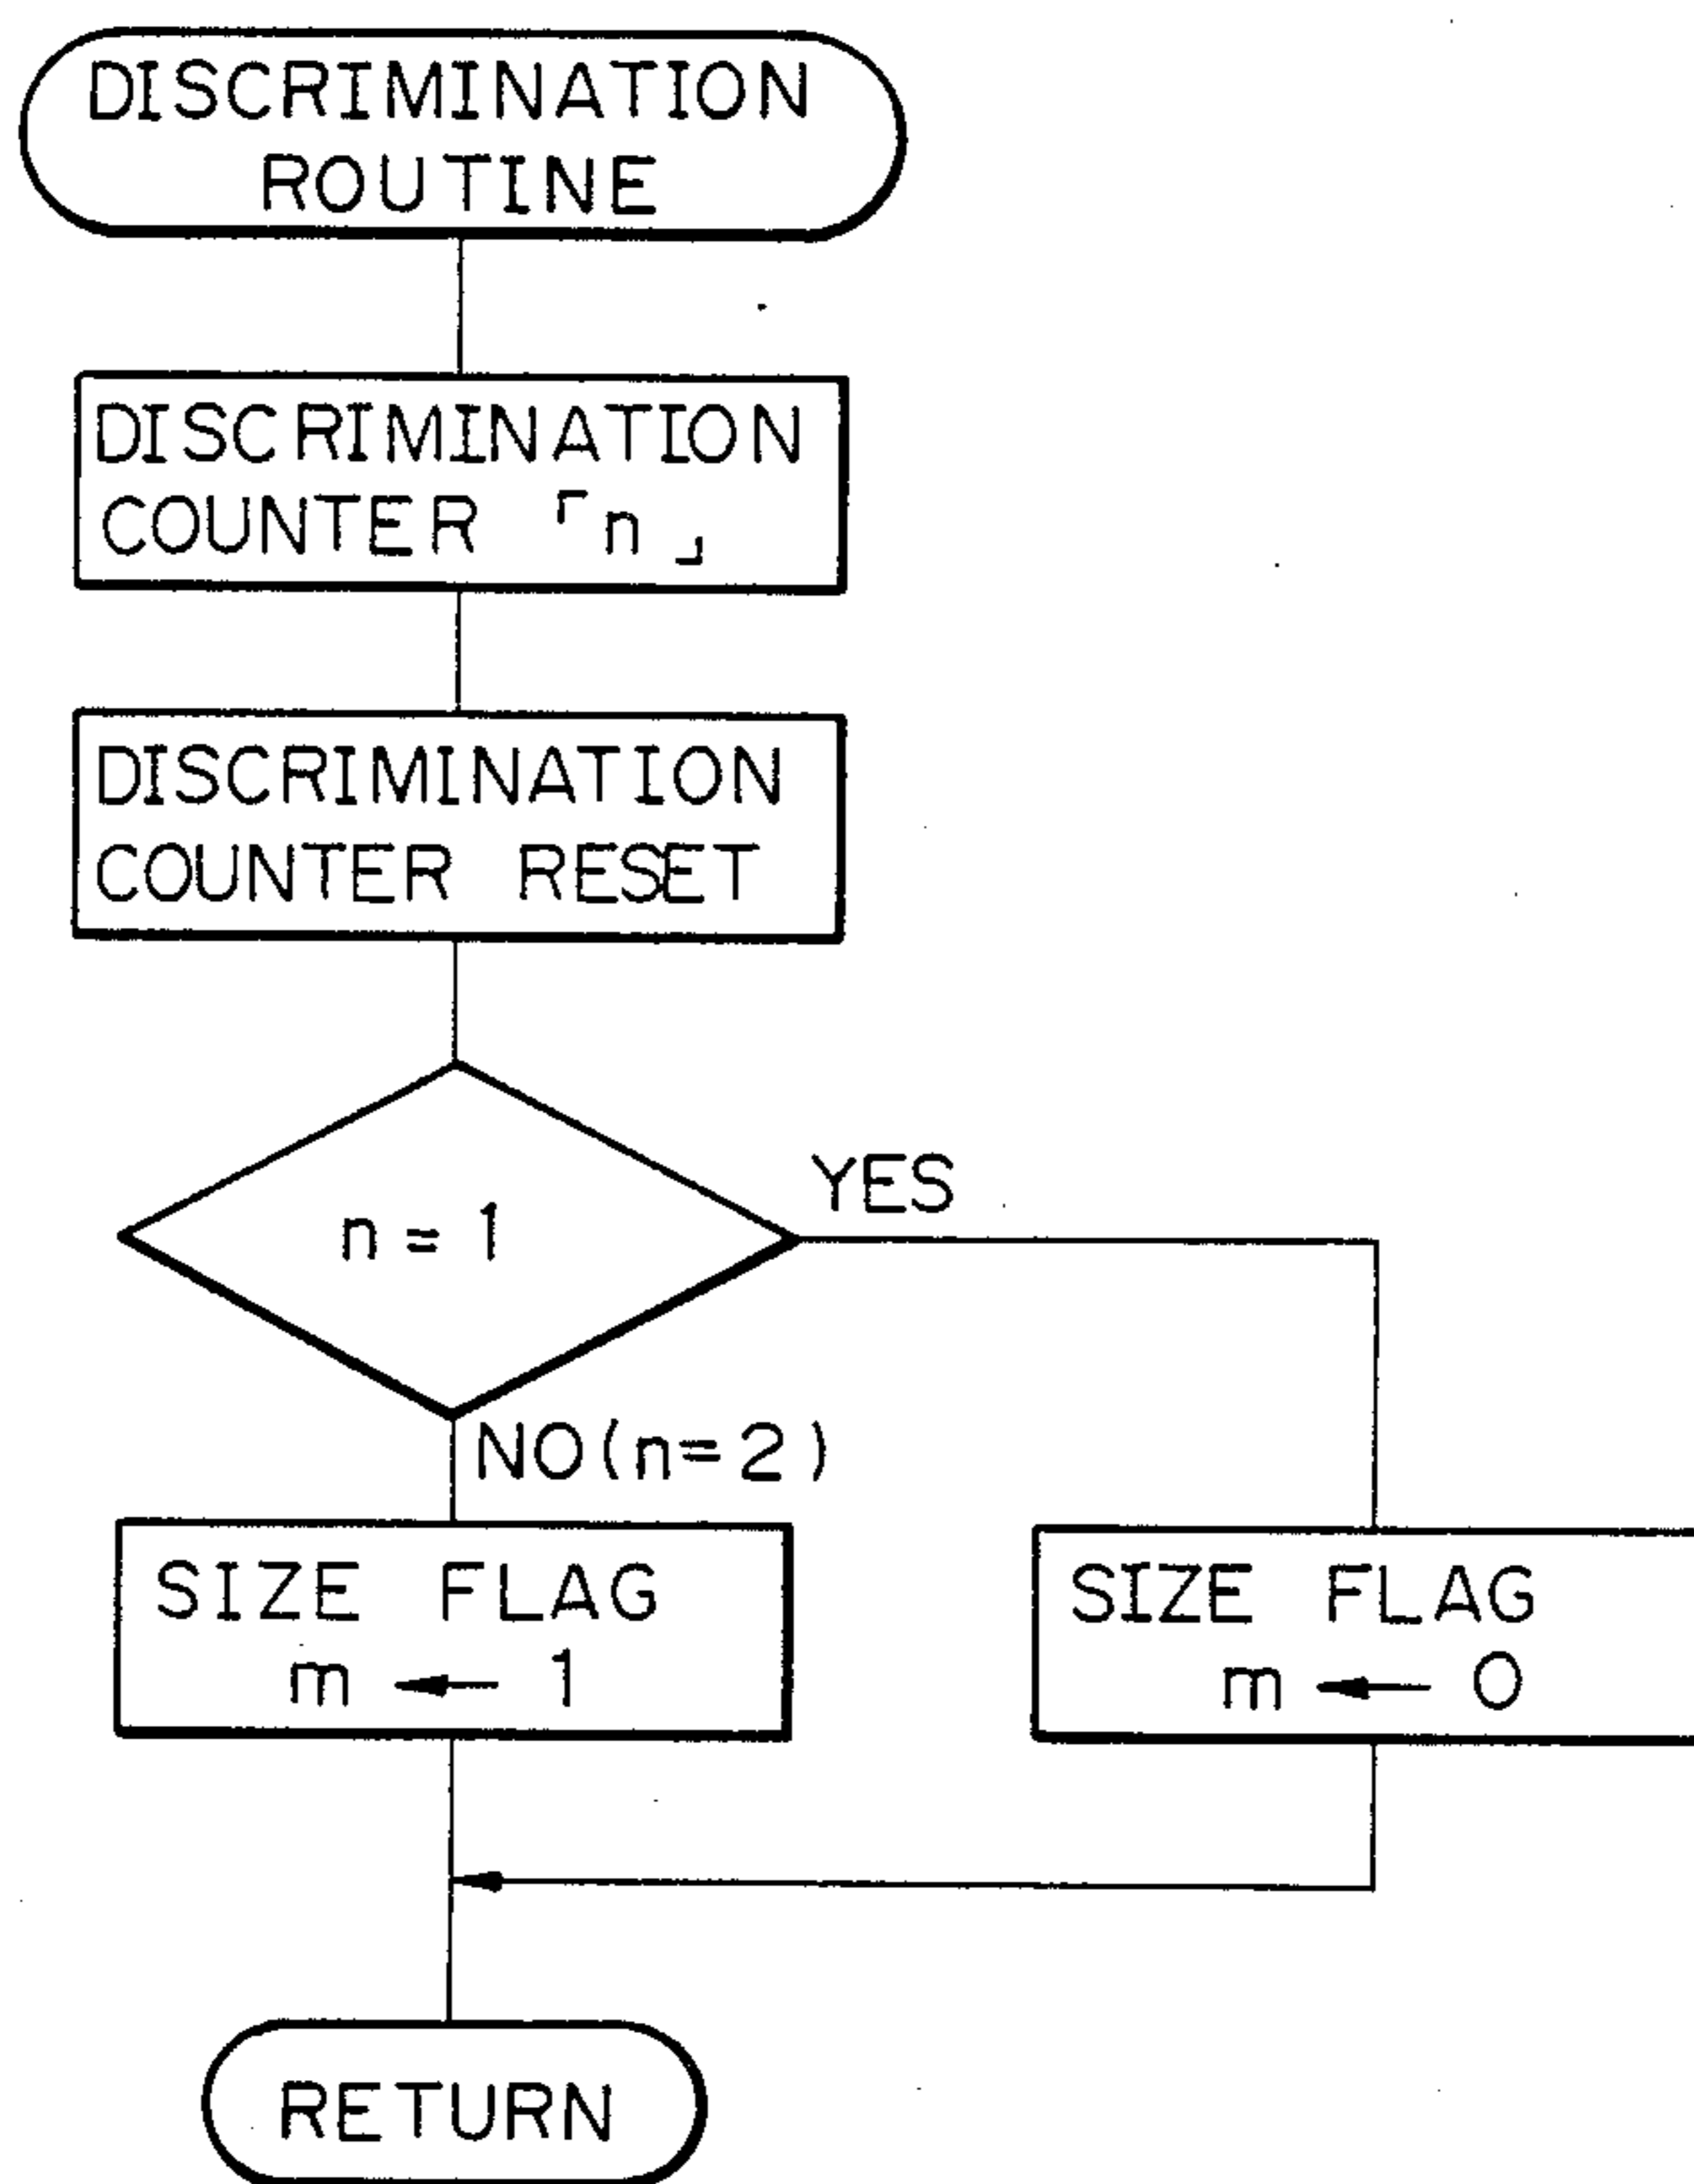 DISCRIMINATION
ROUTINE
DISCRIMINATION
COUNTER「n」
DISCRIMINATION
COUNTER RESET
n = 1
YES
NO(n=2)
SIZE FLAG
m ← 1
SIZE FLAG
m ← 0
RETURN